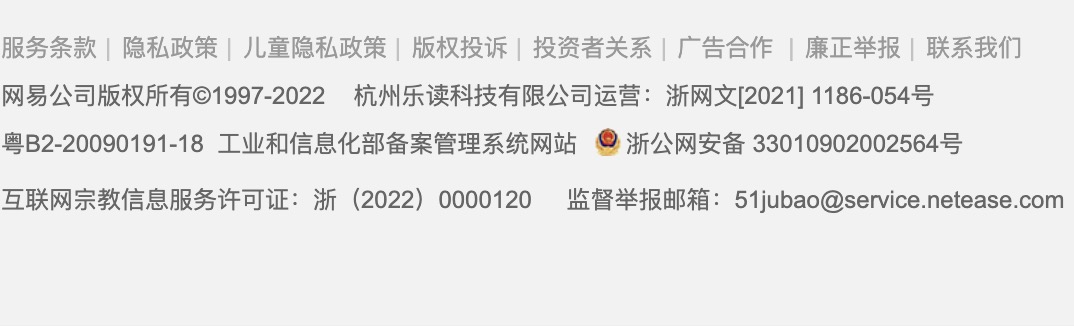 服务条款 | 隐私政策 | 儿童隐私政策 | 版权投诉 | 投资者关系 | 广告合作 | 廉正举报 | 联系我们
网易公司版权所有©1997-2022 杭州乐读科技有限公司运营：浙网文[2021] 1186-054号
粤B2-20090191-18 工业和信息化部备案管理系统网站 浙公网安备 33010902002564号
互联网宗教信息服务许可证：浙（2022）0000120 监督举报邮箱：51jubao@service.netease.com